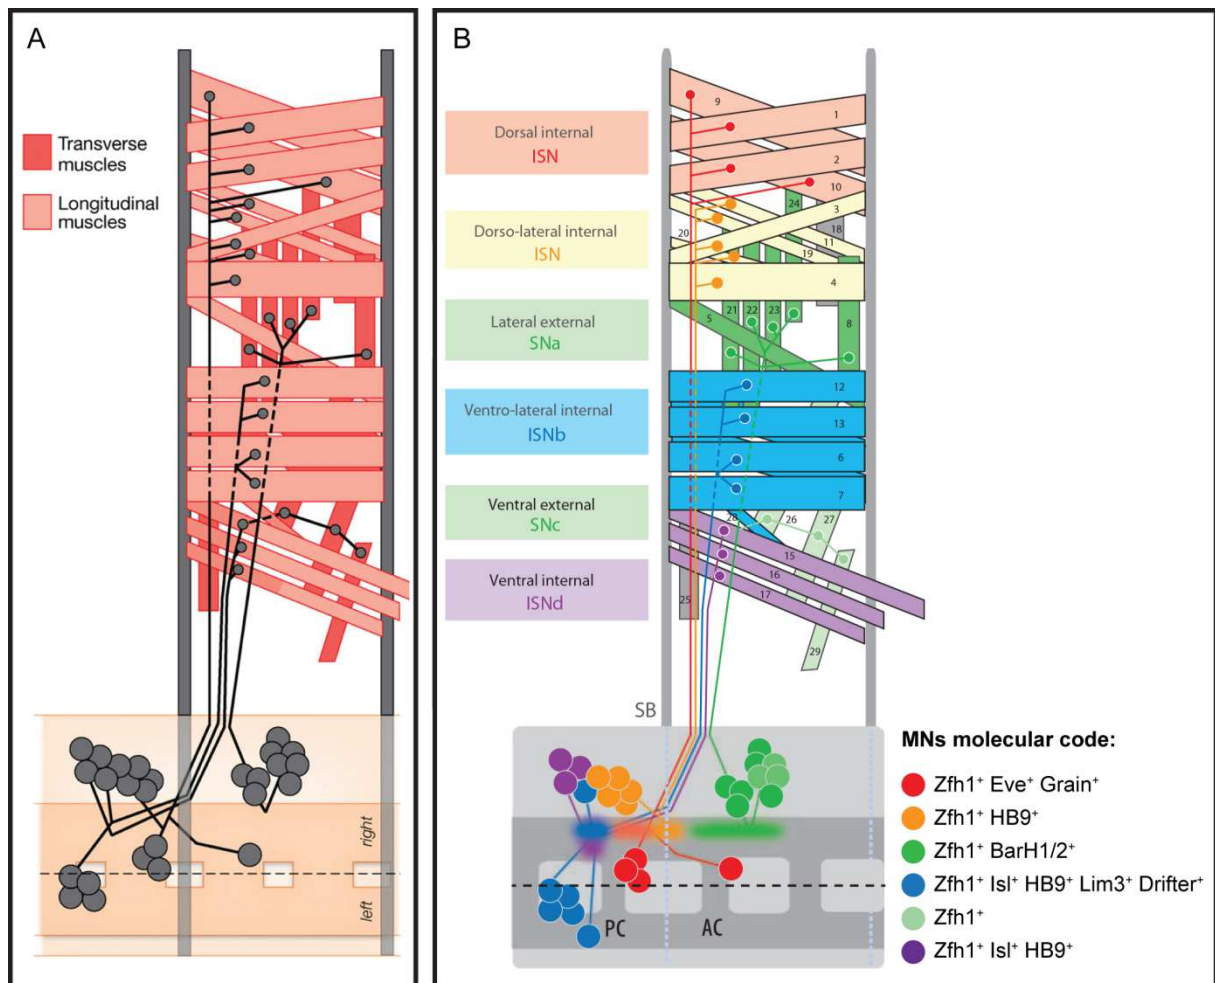 A
Transverse
muscles
Longitudinal
muscles
right
left
B
Dorsal internal
ISN
Dorso-lateral internal
ISN
Lateral external
SNa
Ventro-lateral internal
ISNb
Ventral external
SNc
Ventral internal
ISNd
9
1
2
10
24
3
18
20
11
19
4
5
21
22
23
8
12
13
6
7
28
26
27
15
16
17
25
29
SB
PC
AC
MNs molecular code:
Zfh1⁺ Eve⁺ Grain⁺
Zfh1⁺ HB9⁺
Zfh1⁺ BarH1/2⁺
Zfh1⁺ Isl⁺ HB9⁺ Lim3⁺ Drifter⁺
Zfh1⁺
Zfh1⁺ Isl⁺ HB9⁺